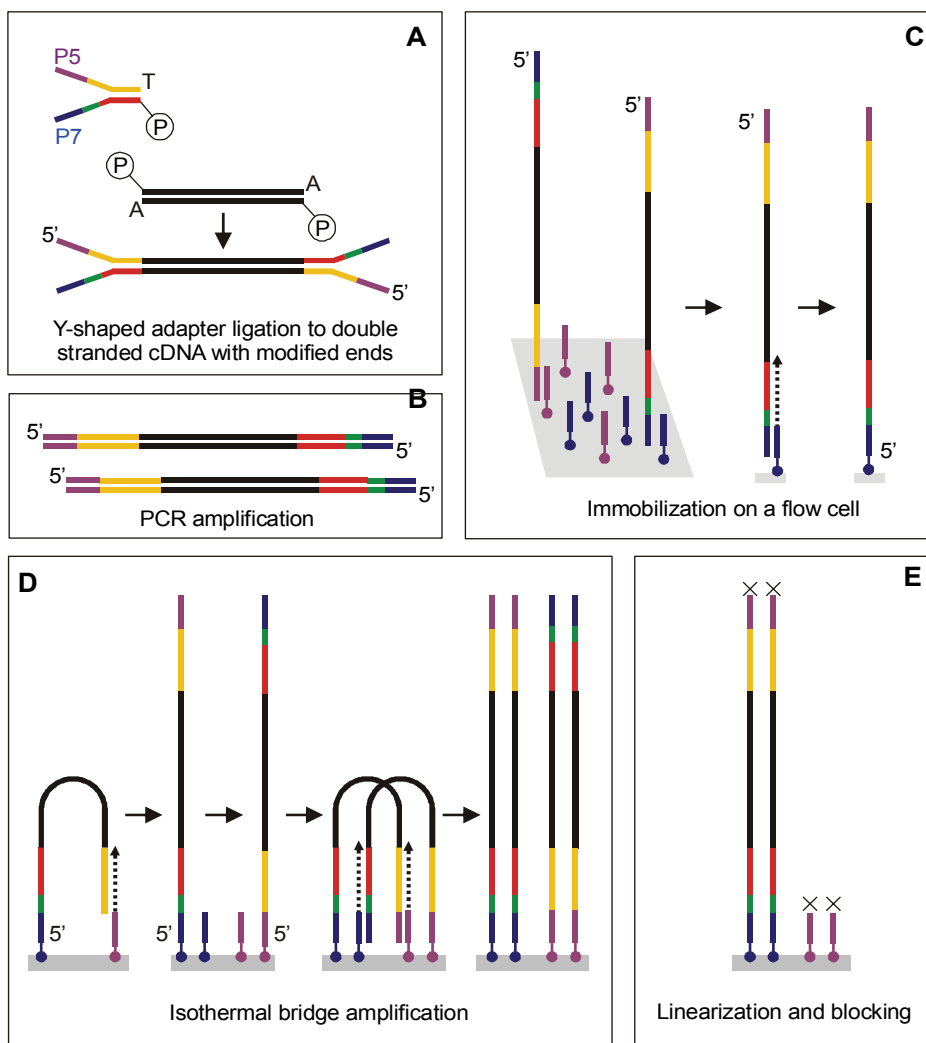 A
P5
T
P
P7
P
A
A
P
5’
5’
Y-shaped adapter ligation to double
stranded cDNA with modified ends
B
5’
5’
5’
5’
PCR amplification
C
5’
5’
5’
5’
Immobilization on a flow cell
D
5’
5’
5’
Isothermal bridge amplification
E
Linearization and blocking